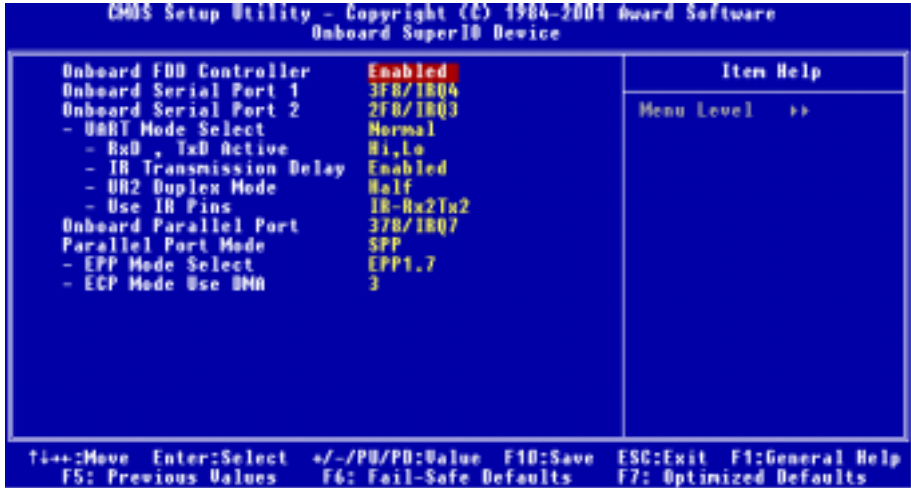 CMOS Setup Utility - Copyright (C) 1984-2001 Award Software
Onboard SuperIO Device
Onboard FDD Controller Enabled
Onboard Serial Port 1 3F8/IRQ4
Onboard Serial Port 2 2F8/IRQ3
- UART Mode Select Normal
- RxD , TxD Active Hi,Lo
- IR Transmission Delay Enabled
- UR2 Duplex Mode Half
- Use IR Pins IR-Rx2Tx2
Onboard Parallel Port 378/IRQ7
Parallel Port Mode SPP
- EPP Mode Select EPP1.7
- ECP Mode Use DMA 3
Item Help
Menu Level ▸▸
↑↓→←:Move Enter:Select +/-/PU/PD:Value F10:Save ESC:Exit F1:General Help
F5: Previous Values F6: Fail-Safe Defaults F7: Optimized Defaults